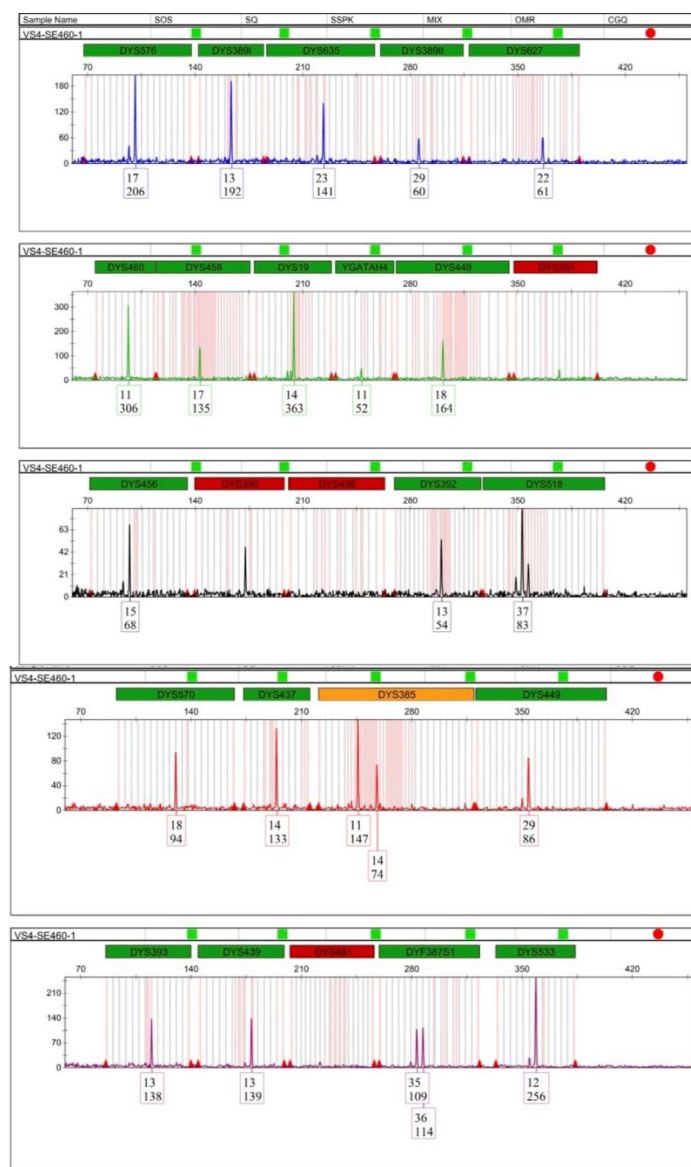 Sample Name SOS SQ SSPK MIX OMR CGQ
VS4-SE460-1
DYS576 DYS389I DYS635 DYS389II DYS627
70 140 210 280 350 420
180
120
60
0
17 13 23 29 22
206 192 141 60 61
VS4-SE460-1
DYS460 DYS458 DYS19 YGATAH4 DYS448 DYS391
70 140 210 280 350 420
300
200
100
0
11 17 14 11 18
306 135 363 52 164
VS4-SE460-1
DYS456 DYS390 DYS438 DYS392 DYS518
70 140 210 280 350 420
63
42
21
0
15 13 37
68 54 83
VS4-SE460-1
DYS570 DYS437 DYS385 DYS449
70 140 210 280 350 420
120
80
40
0
18 14 11 29
94 133 147 86
14
74
VS4-SE460-1
DYS393 DYS439 DYS481 DYF387S1 DYS533
70 140 210 280 350 420
210
140
70
0
13 13 35 12
138 139 109 256
36
114